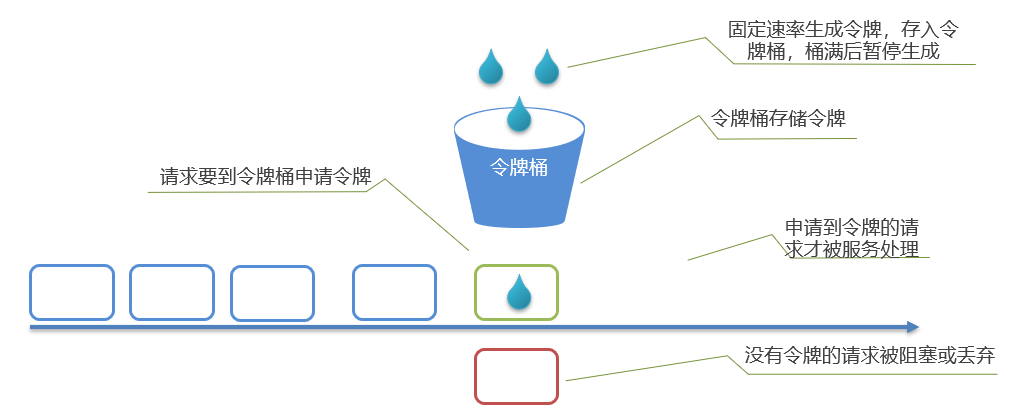 固定速率生成令牌，存入令
牌桶，桶满后暂停生成
令牌桶存储令牌
令牌桶
请求要到令牌桶申请令牌
申请到令牌的请
求才被服务处理
没有令牌的请求被阻塞或丢弃